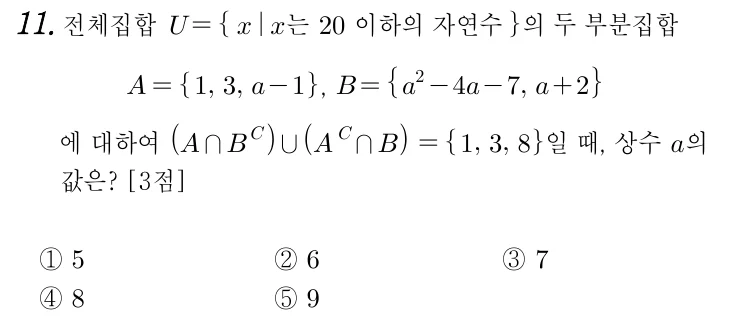 11. 전체집합 U={ x | x는 20 이하의 자연수 }의 두 부분집합
A={1, 3, a−1}, B={a²−4a−7, a+2}
에 대하여 (A∩Bᶜ)∪(Aᶜ∩B)={1, 3, 8}일 때, 상수 a의
값은? [3점]
① 5 ② 6 ③ 7
④ 8 ⑤ 9